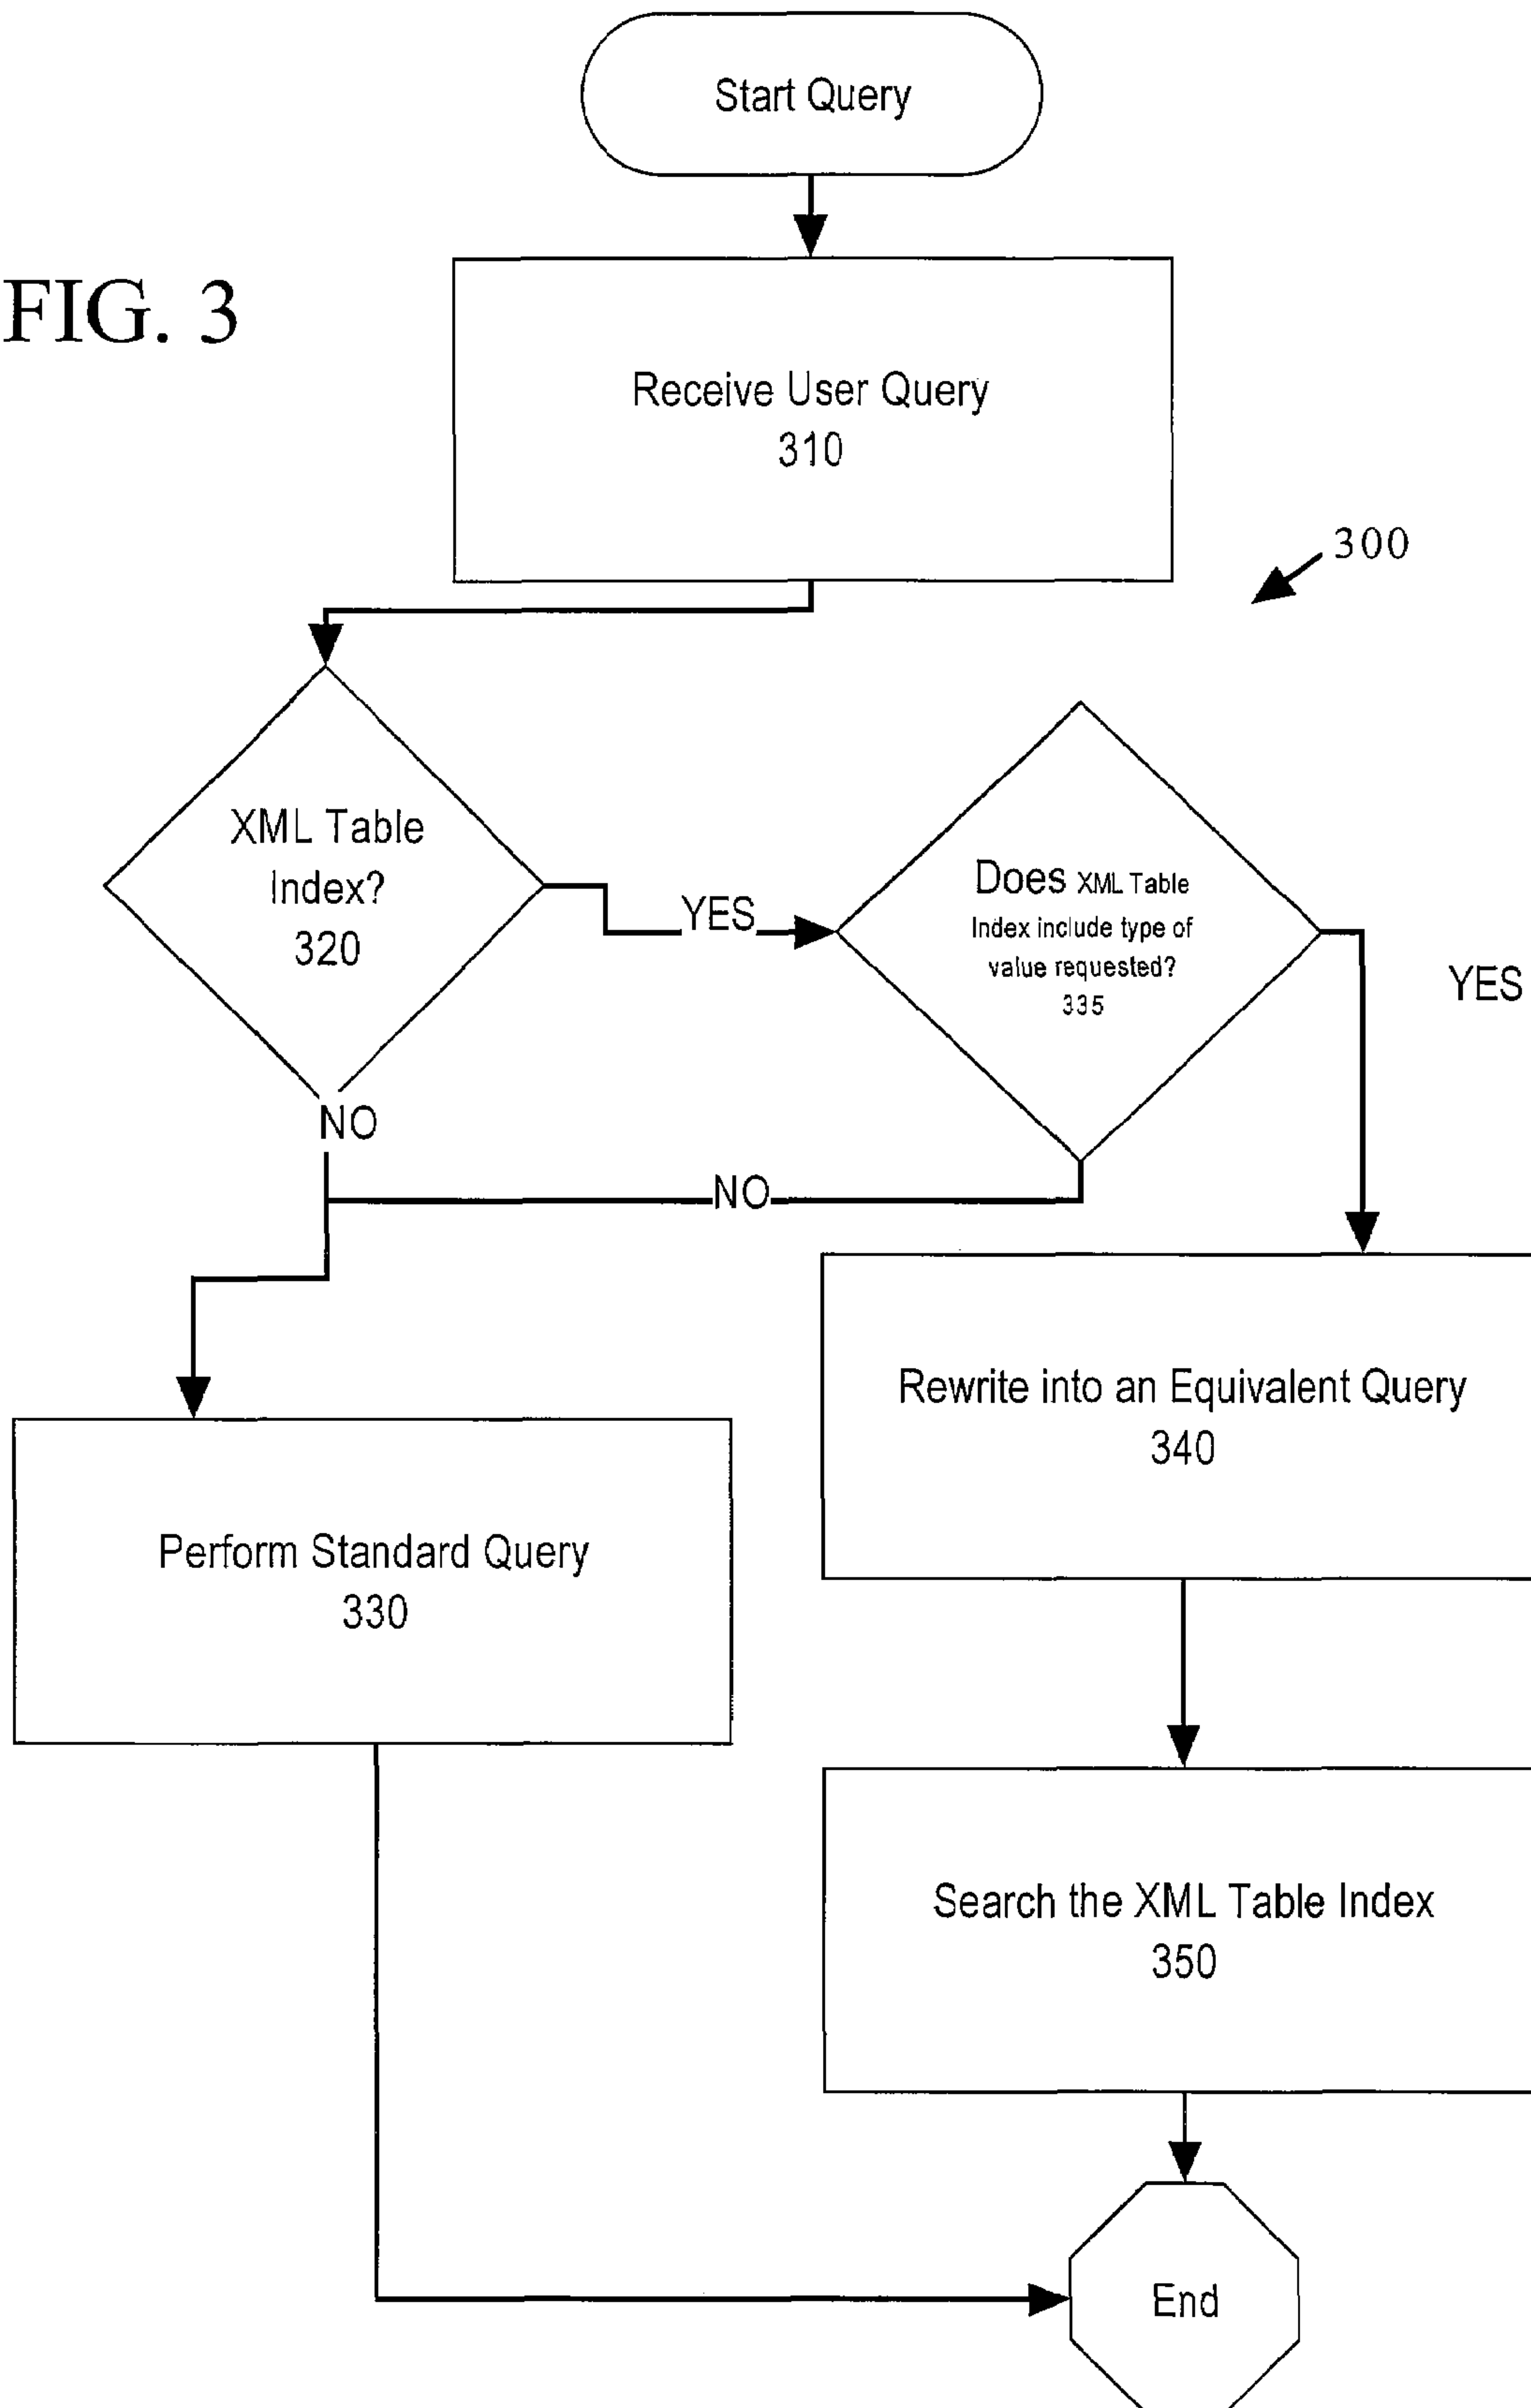 Start Query
FIG. 3
Receive User Query
310
300
XML Table
Index?
320
YES
Does XML Table
Index include type of
value requested?
335
YES
NO
NO
Rewrite into an Equivalent Query
340
Perform Standard Query
330
Search the XML Table Index
350
End